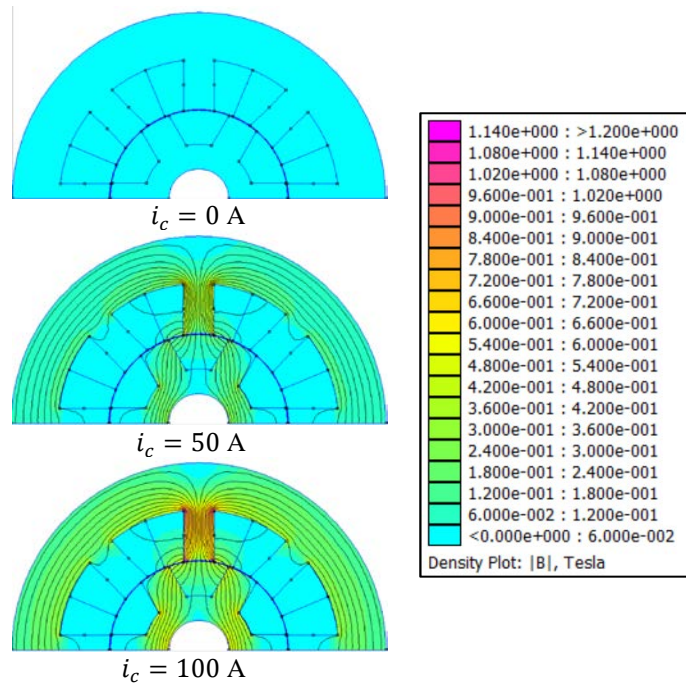 i_c = 0 A
i_c = 50 A
i_c = 100 A
1.140e+000 : >1.200e+000
1.080e+000 : 1.140e+000
1.020e+000 : 1.080e+000
9.600e-001 : 1.020e+000
9.000e-001 : 9.600e-001
8.400e-001 : 9.000e-001
7.800e-001 : 8.400e-001
7.200e-001 : 7.800e-001
6.600e-001 : 7.200e-001
6.000e-001 : 6.600e-001
5.400e-001 : 6.000e-001
4.800e-001 : 5.400e-001
4.200e-001 : 4.800e-001
3.600e-001 : 4.200e-001
3.000e-001 : 3.600e-001
2.400e-001 : 3.000e-001
1.800e-001 : 2.400e-001
1.200e-001 : 1.800e-001
6.000e-002 : 1.200e-001
<0.000e+000 : 6.000e-002
Density Plot: |B|, Tesla